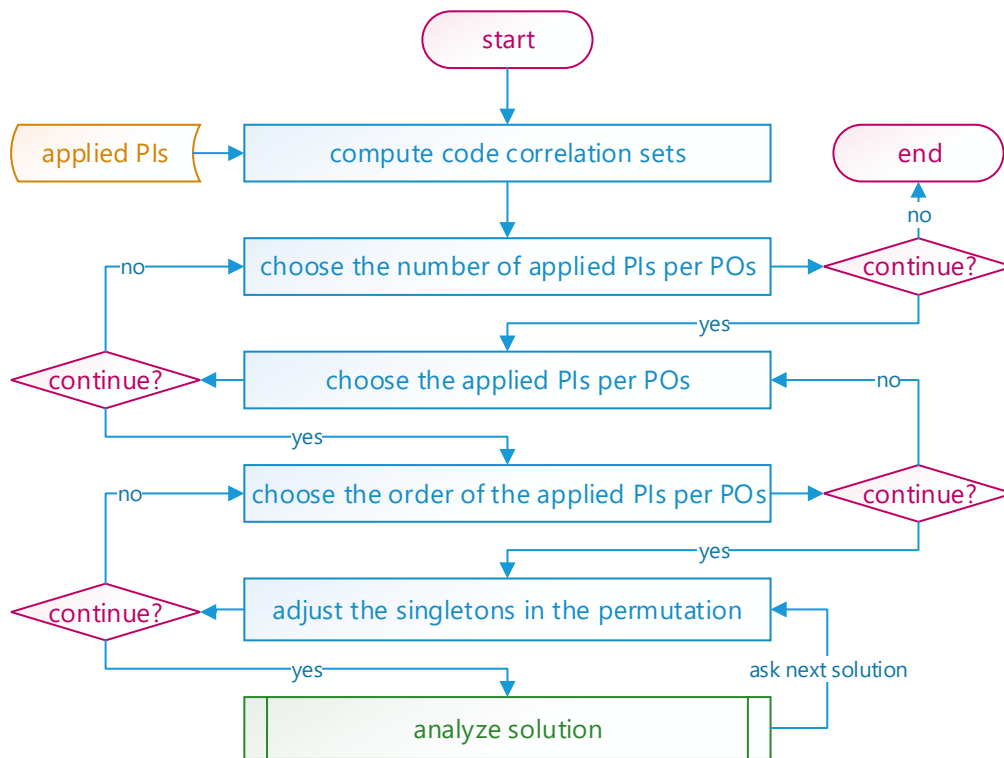 start
applied PIs
compute code correlation sets
end
no
no
choose the number of applied PIs per POs
continue?
yes
continue?
choose the applied PIs per POs
no
yes
no
choose the order of the applied PIs per POs
continue?
yes
continue?
adjust the singletons in the permutation
yes
ask next solution
analyze solution